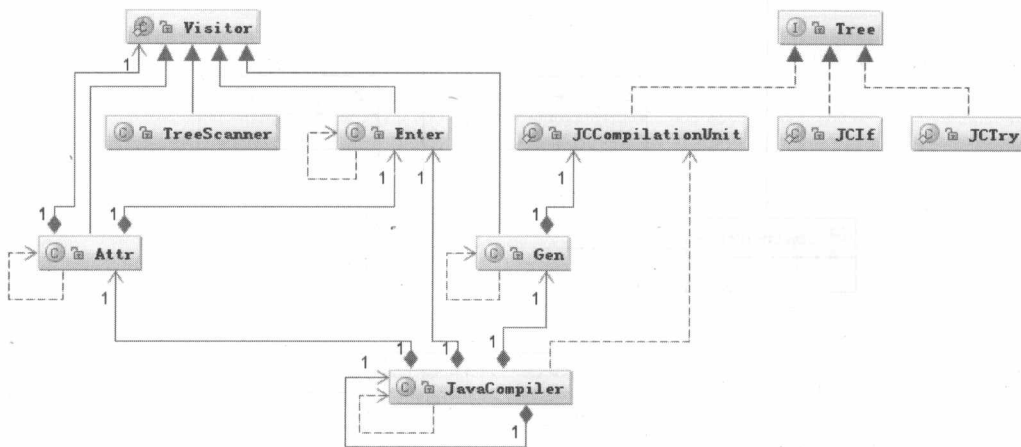 C Visitor
I Tree
1
C TreeScanner
C Enter
C JCCompilationUnit
C JCIf
C JCTry
1 1 1
1 1 1
C Attr
C Gen
1 1 1
1 1 1
1
C JavaCompiler
1